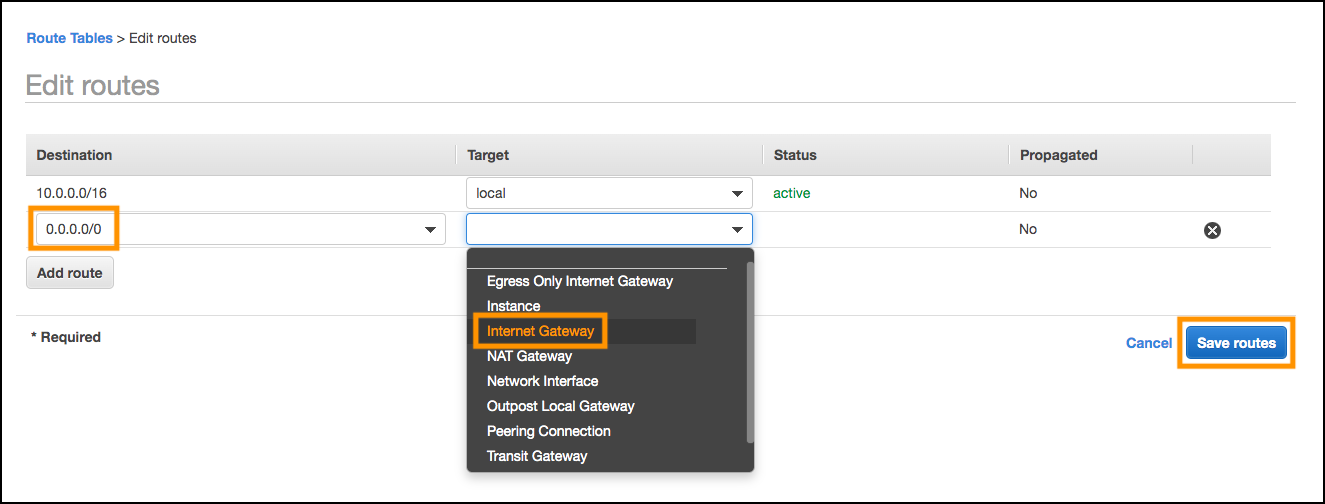 Route Tables > Edit routes
Edit routes
Destination Target Status Propagated
10.0.0.0/16 local active No
0.0.0.0/0 No
Add route
Egress Only Internet Gateway
Instance
Internet Gateway
NAT Gateway
Network Interface
Outpost Local Gateway
Peering Connection
Transit Gateway
* Required
Cancel Save routes